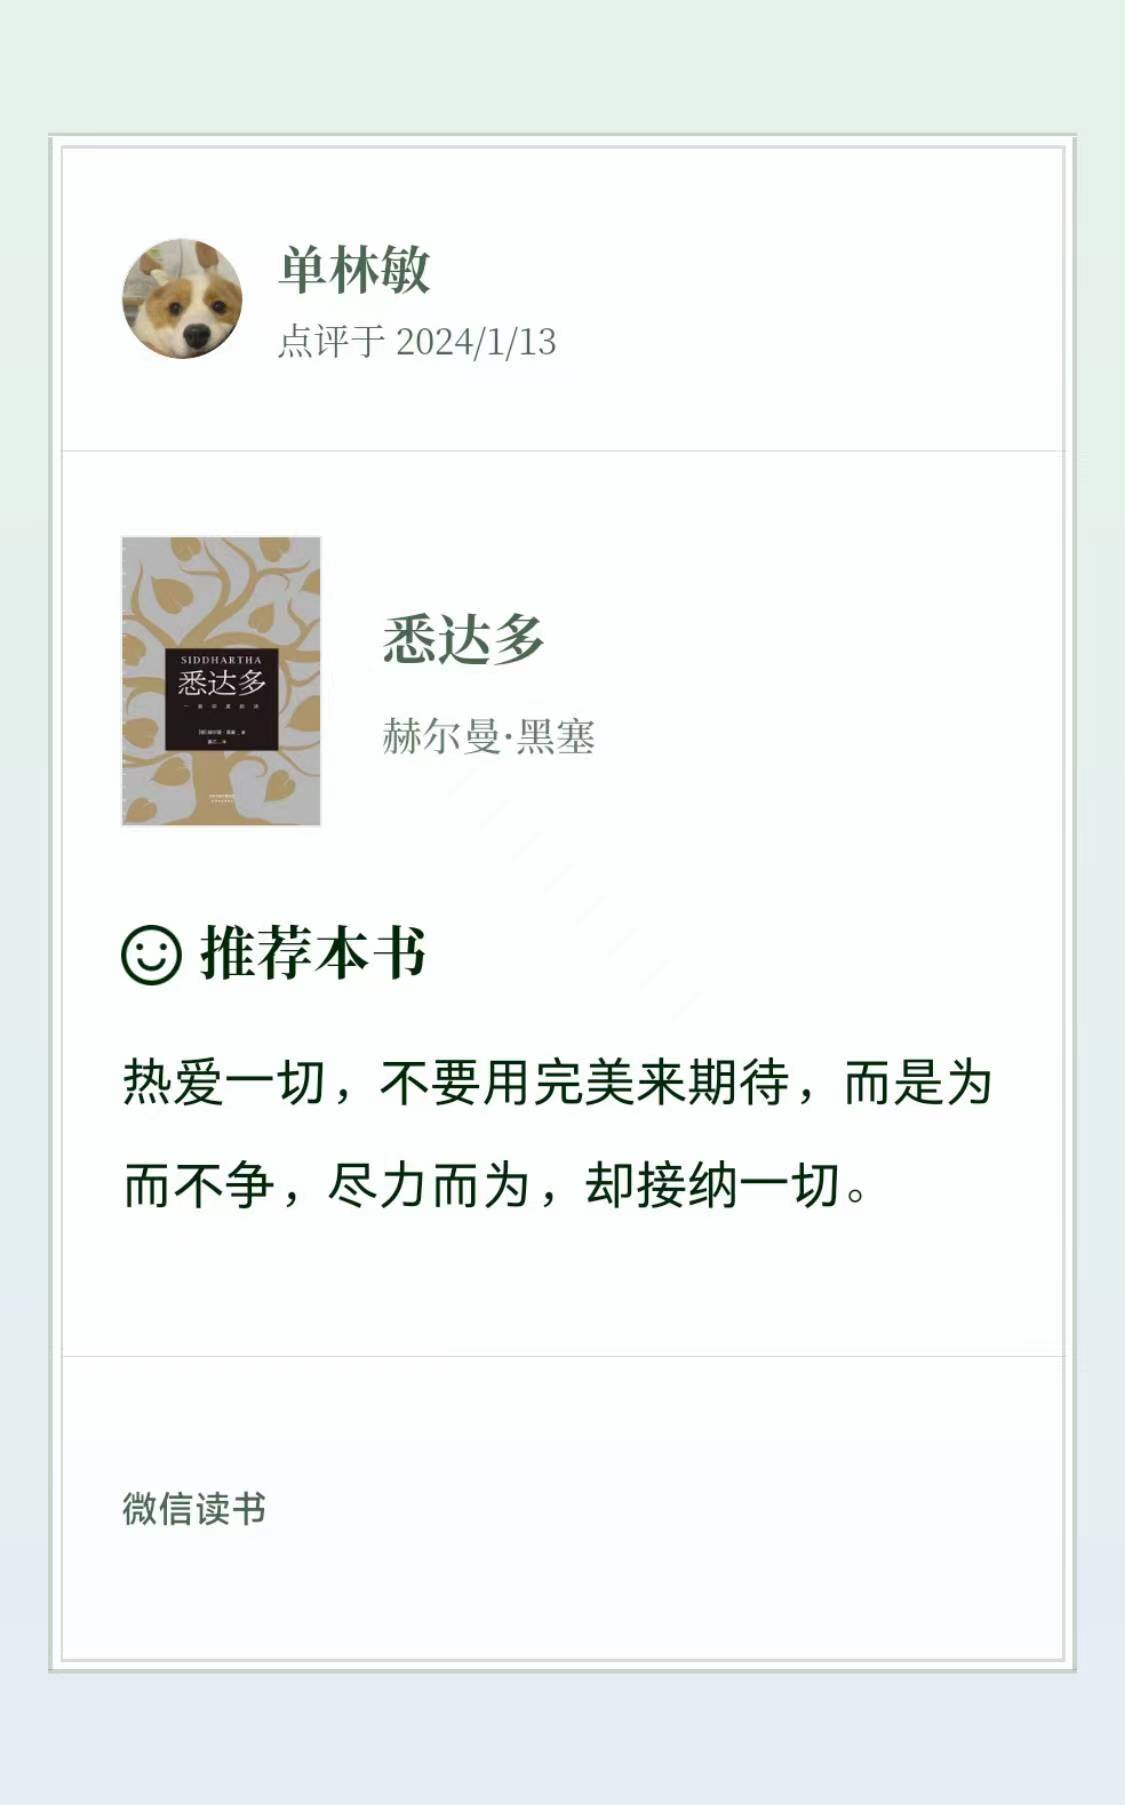 单林敏
点评于 2024/1/13
SIDDHARTHA
悉达多
悉达多
赫尔曼·黑塞
推荐本书
热爱一切，不要用完美来期待，而是为
而不争，尽力而为，却接纳一切。
微信读书